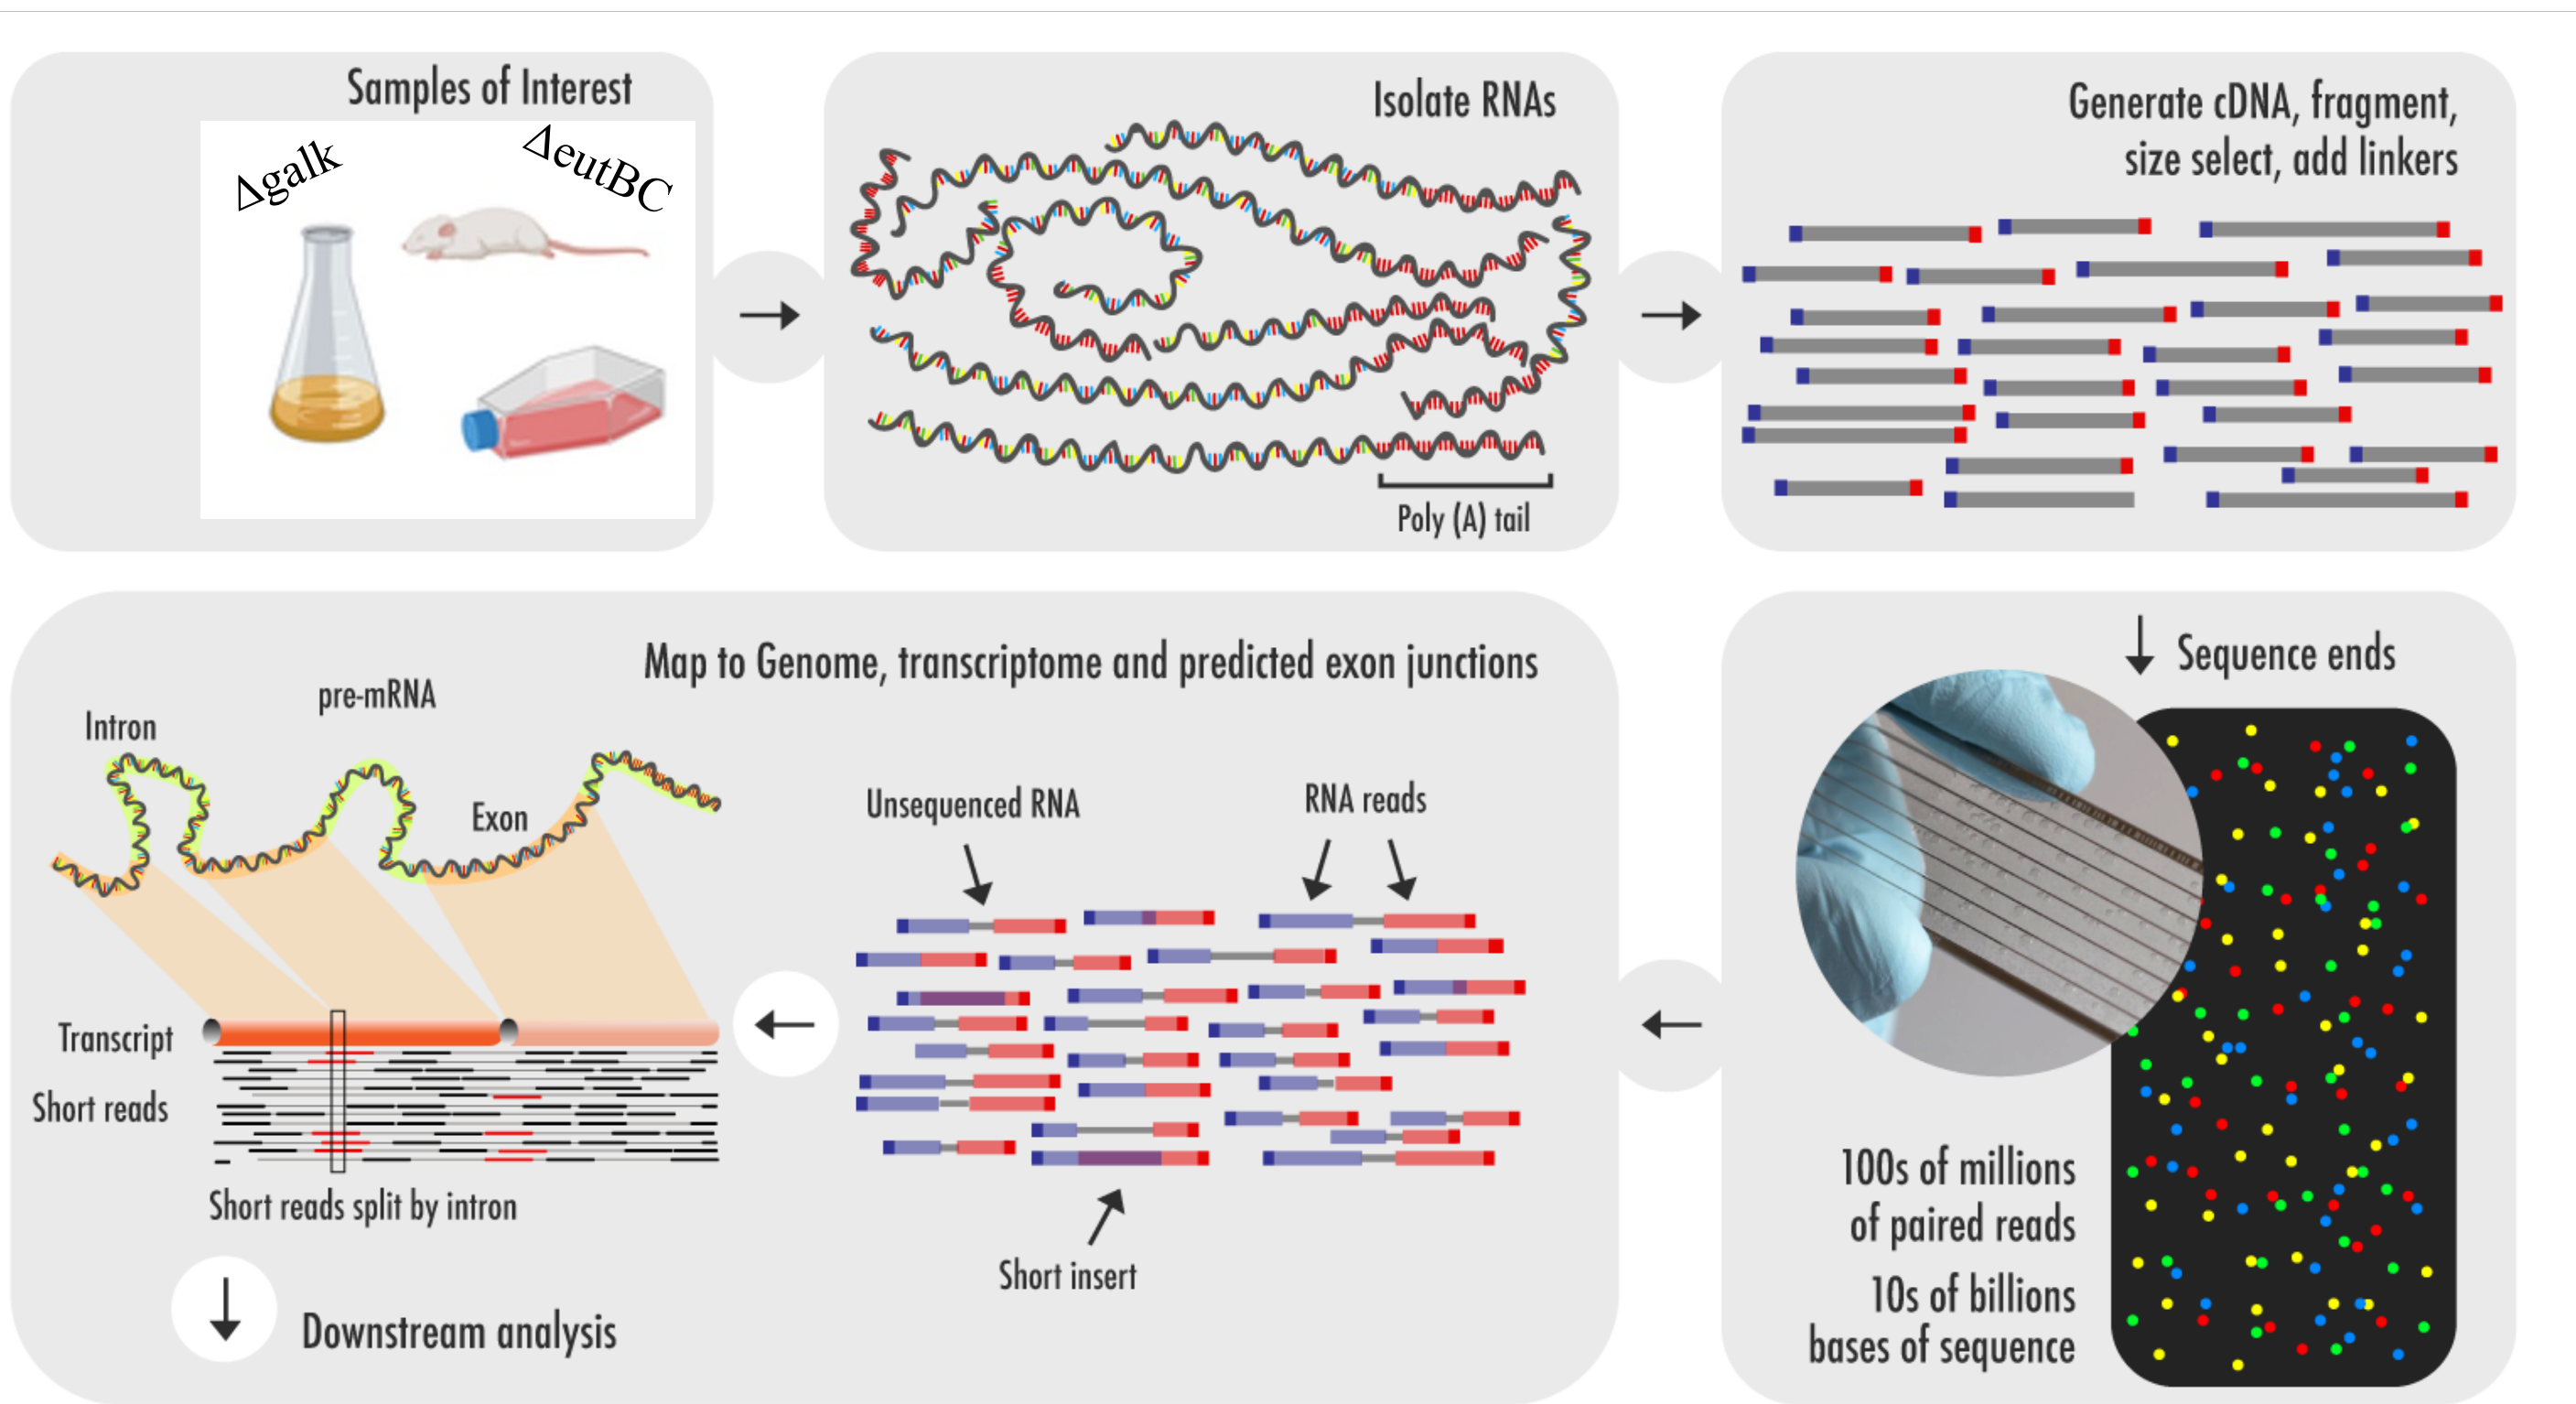 Samples of Interest
Δgalk
ΔeutBC
Isolate RNAs
Poly (A) tail
Generate cDNA, fragment,
size select, add linkers
Sequence ends
100s of millions
of paired reads
10s of billions
bases of sequence
Map to Genome, transcriptome and predicted exon junctions
pre-mRNA
Intron
Exon
Unsequenced RNA
RNA reads
Transcript
Short reads
Short reads split by intron
Short insert
Downstream analysis